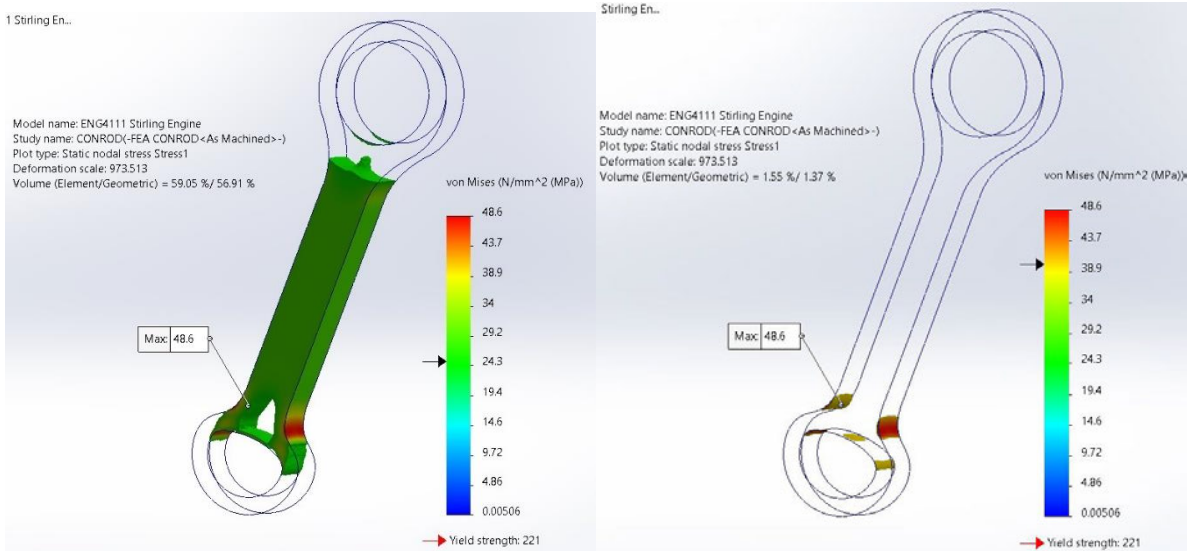 1 Stirling En...
Model name: ENG4111 Stirling Engine
Study name: CONROD(-FEA CONROD<As Machined>-)
Plot type: Static nodal stress Stress1
Deformation scale: 973.513
Volume (Element/Geometric) = 59.05 %/ 56.91 %
von Mises (N/mm^2 (MPa))
48.6
43.7
38.9
34
29.2
24.3
19.4
14.6
9.72
4.86
0.00506
Yield strength: 221
Max: 48.6
Stirling En...
Model name: ENG4111 Stirling Engine
Study name: CONROD(-FEA CONROD<As Machined>-)
Plot type: Static nodal stress Stress1
Deformation scale: 973.513
Volume (Element/Geometric) = 1.55 %/ 1.37 %
von Mises (N/mm^2 (MPa))
48.6
43.7
38.9
34
29.2
24.3
19.4
14.6
9.72
4.86
0.00506
Yield strength: 221
Max: 48.6